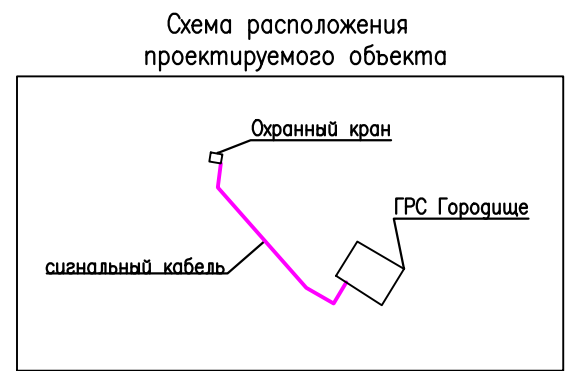 Схема расположения
проектируемого объекта
Охранный кран
ГРС Городище
сигнальный кабель